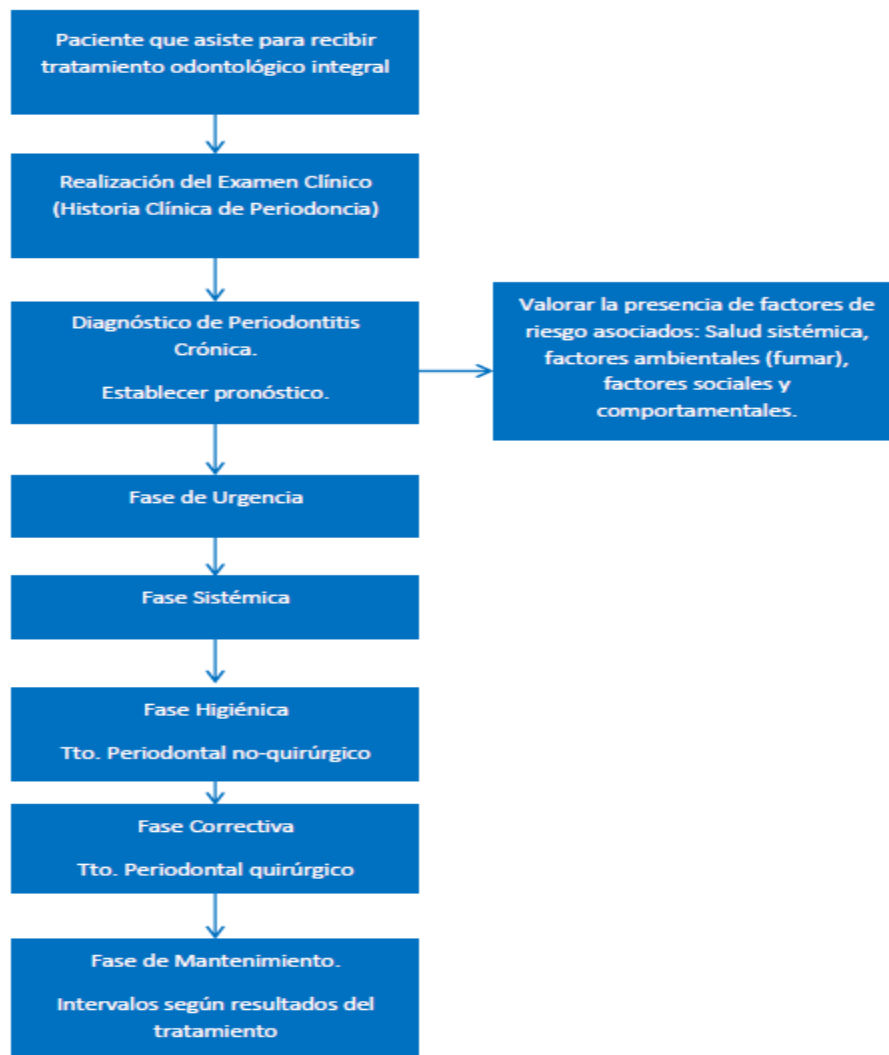 Paciente que asiste para recibir
tratamiento odontológico integral
Realización del Examen Clínico
(Historia Clínica de Periodoncia)
Diagnóstico de Periodontitis
Crónica.
Establecer pronóstico.
Valorar la presencia de factores de
riesgo asociados: Salud sistémica,
factores ambientales (fumar),
factores sociales y
comportamentales.
Fase de Urgencia
Fase Sistémica
Fase Higiénica
Tto. Periodontal no-quirúrgico
Fase Correctiva
Tto. Periodontal quirúrgico
Fase de Mantenimiento.
Intervalos según resultados del
tratamiento